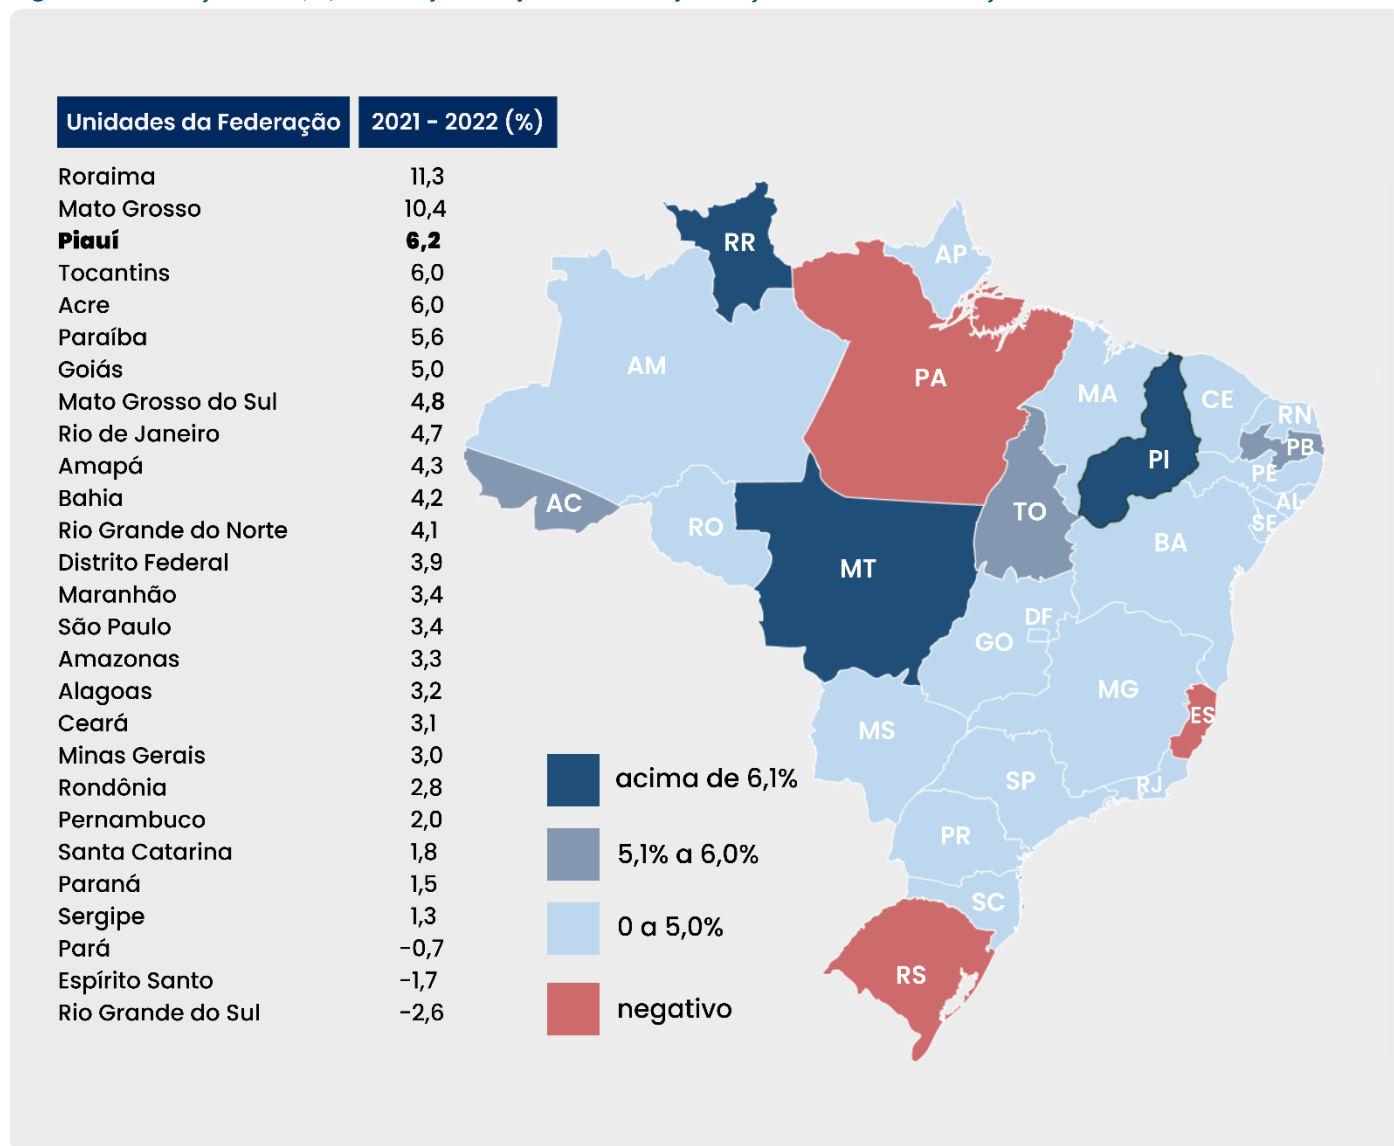 Unidades da Federação 2021 - 2022 (%)
Roraima 11,3
Mato Grosso 10,4
Piauí 6,2
Tocantins 6,0
Acre 6,0
Paraíba 5,6
Goiás 5,0
Mato Grosso do Sul 4,8
Rio de Janeiro 4,7
Amapá 4,3
Bahia 4,2
Rio Grande do Norte 4,1
Distrito Federal 3,9
Maranhão 3,4
São Paulo 3,4
Amazonas 3,3
Alagoas 3,2
Ceará 3,1
Minas Gerais 3,0
Rondônia 2,8
Pernambuco 2,0
Santa Catarina 1,8
Paraná 1,5
Sergipe 1,3
Pará -0,7
Espírito Santo -1,7
Rio Grande do Sul -2,6
RR
AP
AM
PA
MA
CE
RN
PB
PI
PE
AC
AL
TO
SE
RO
BA
MT
DF
GO
MG
ES
MS
SP
RJ
PR
SC
RS
acima de 6,1%
5,1% a 6,0%
0 a 5,0%
negativo